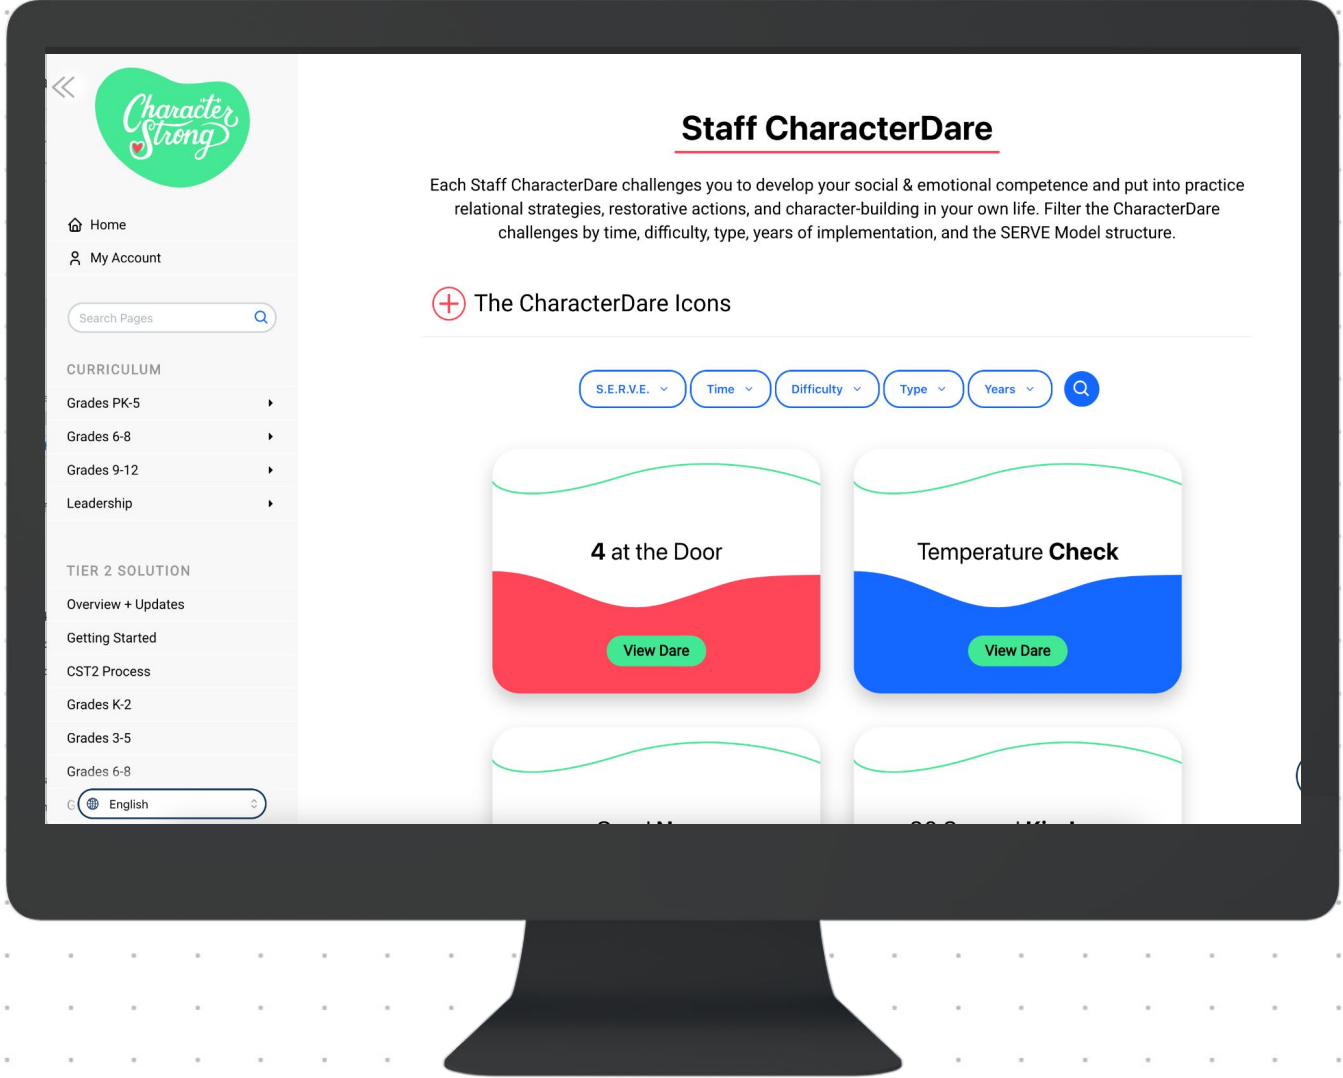 Character
Strong
Home
My Account
Search Pages
CURRICULUM
Grades PK-5
Grades 6-8
Grades 9-12
Leadership
TIER 2 SOLUTION
Overview + Updates
Getting Started
CST2 Process
Grades K-2
Grades 3-5
Grades 6-8
G
English
Staff CharacterDare
Each Staff CharacterDare challenges you to develop your social & emotional competence and put into practice
relational strategies, restorative actions, and character-building in your own life. Filter the CharacterDare
challenges by time, difficulty, type, years of implementation, and the SERVE Model structure.
The CharacterDare Icons
S.E.R.V.E. Time Difficulty Type Years
4 at the Door
View Dare
Temperature Check
View Dare